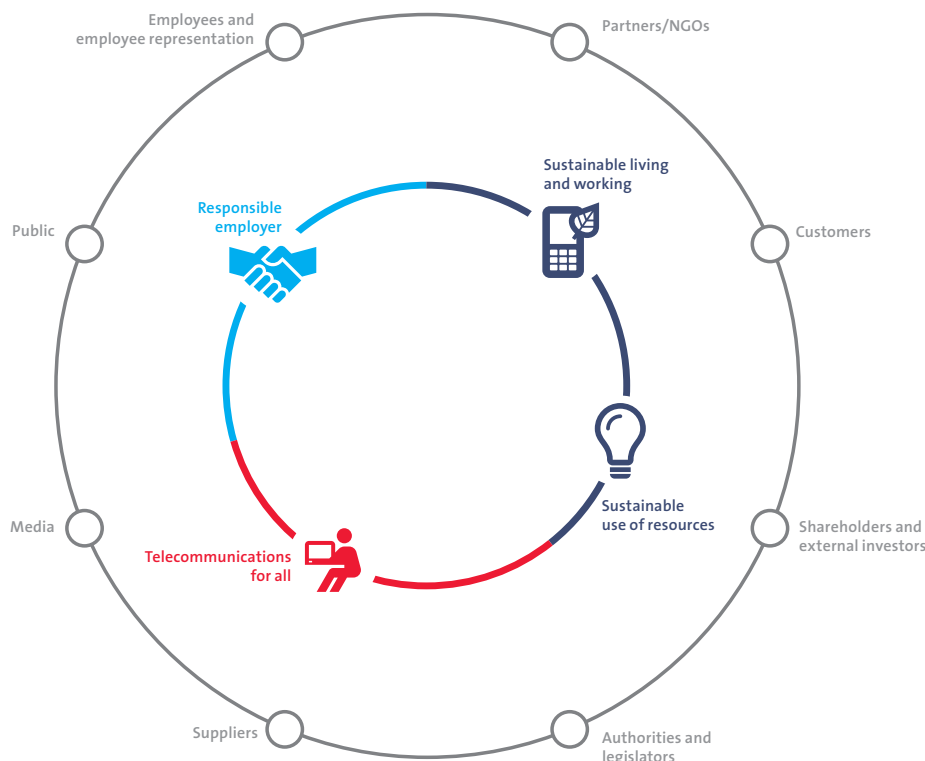 Employees and
employee representation
Partners/NGOs
Sustainable living
and working
Responsible
employer
Public
Customers
Sustainable
use of resources
Media
Shareholders and
external investors
Telecommunications
for all
Suppliers
Authorities and
legislators